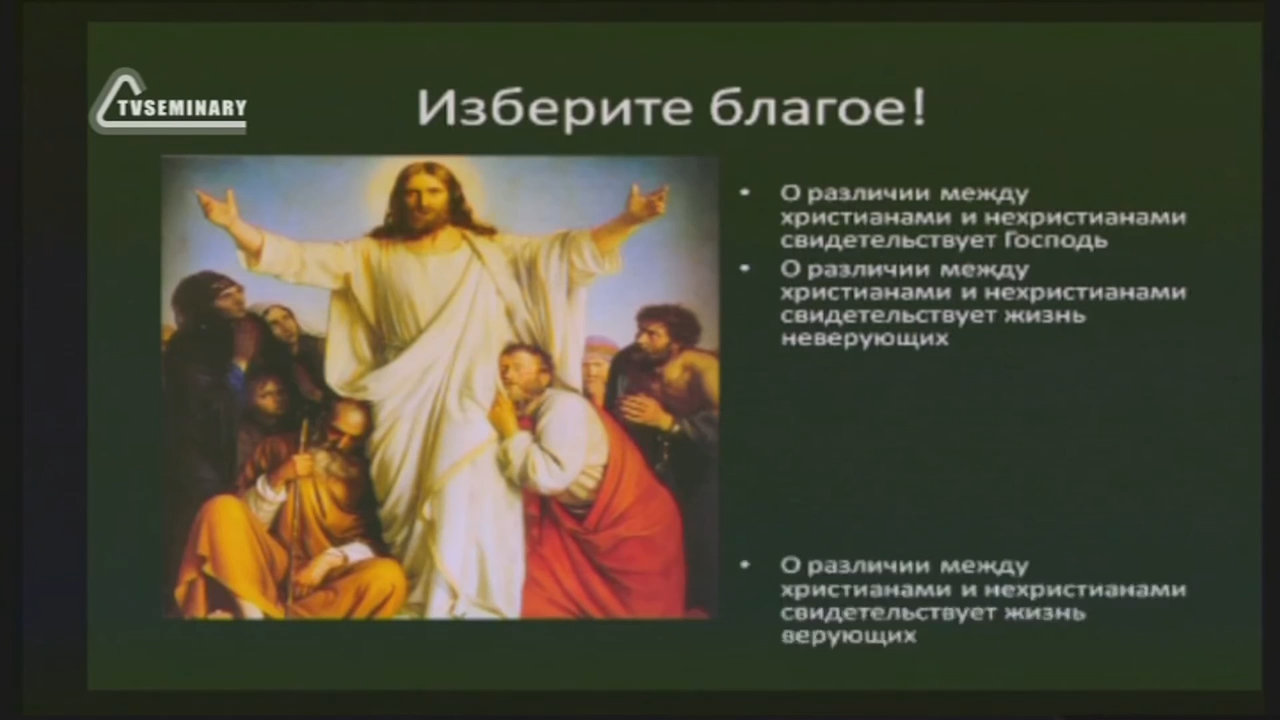 TVSEMINARY
Изберите благое!
• О различии между
христианами и нехристианами
свидетельствует Господь
• О различии между
христианами и нехристианами
свидетельствует жизнь
неверующих
• О различии между
христианами и нехристианами
свидетельствует жизнь
верующих